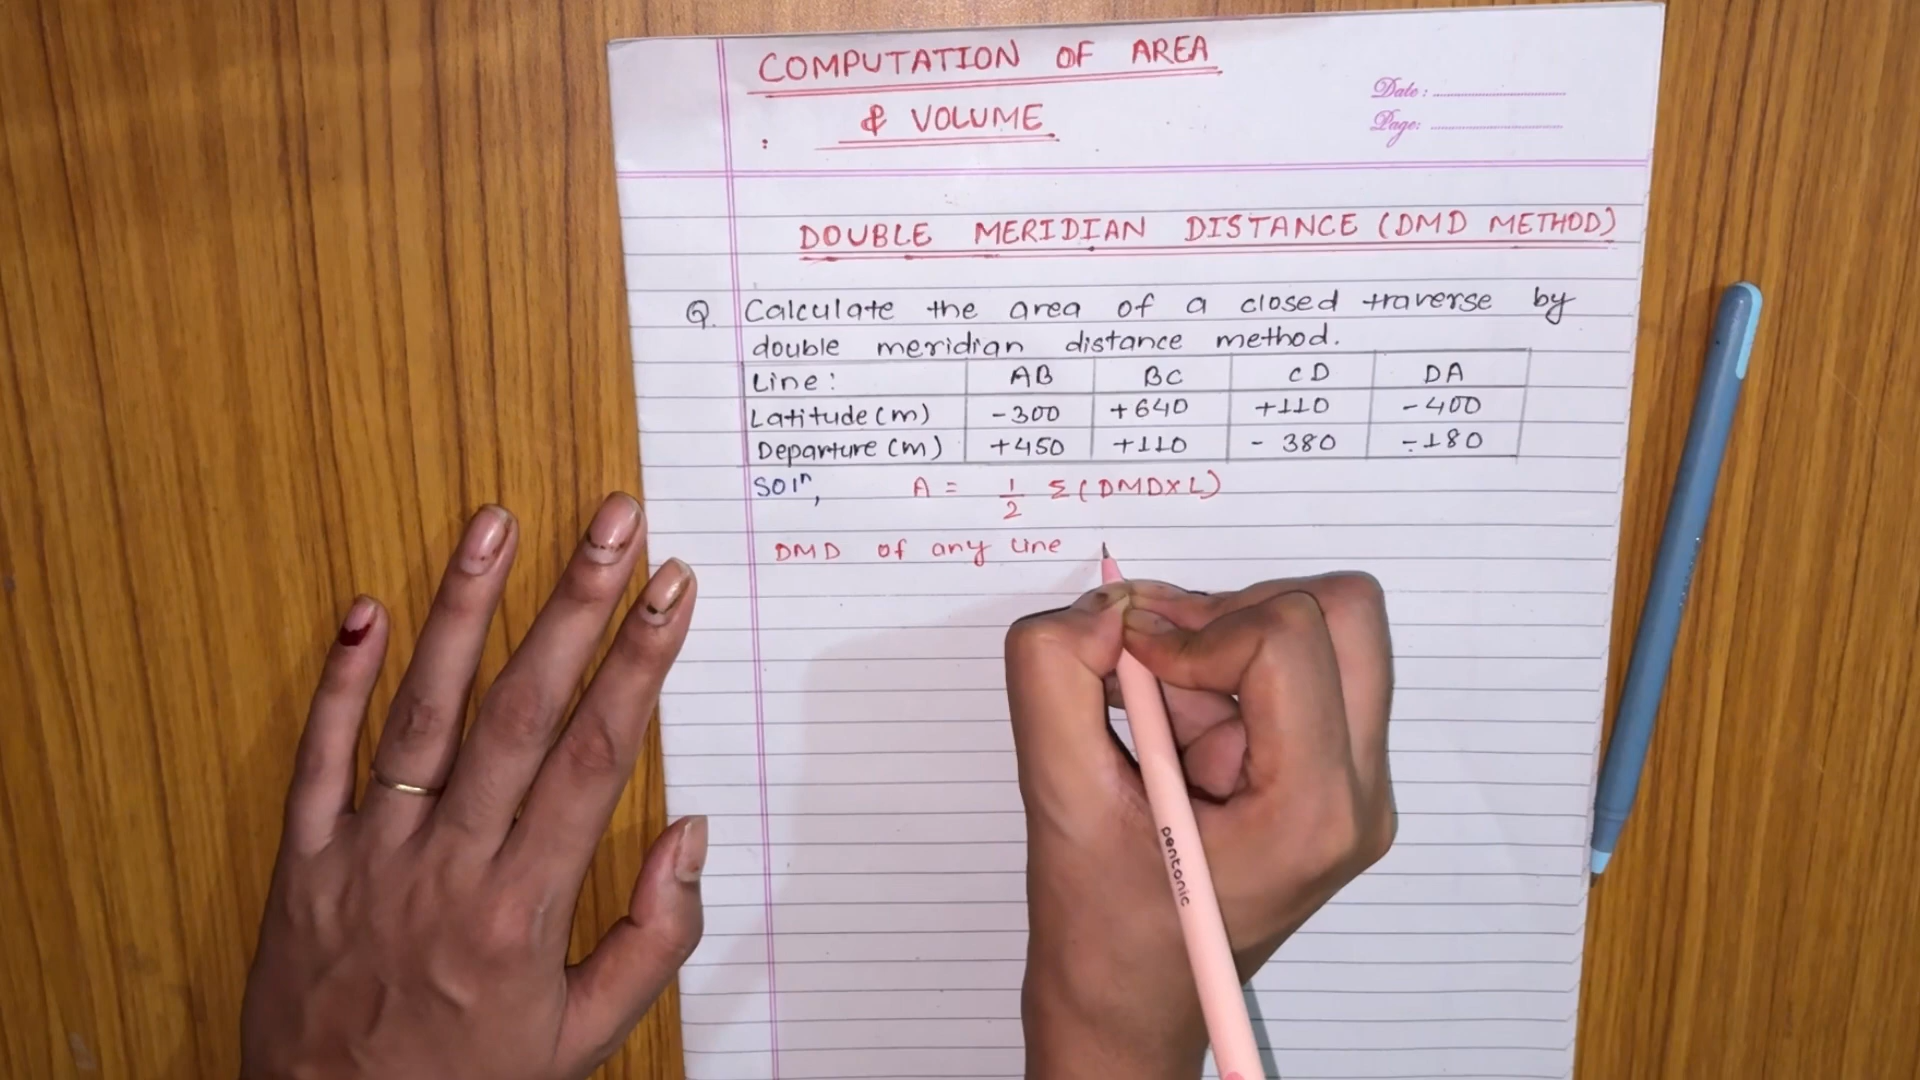 COMPUTATION OF AREA
& VOLUME
Date:
Page:
DOUBLE MERIDIAN DISTANCE (DMD METHOD)
Q. Calculate the area of a closed traverse by
double meridian distance method.
Line: AB BC CD DA
Latitude (m) -300 +640 +110 -400
Departure (m) +450 +110 - 380 -180
Solⁿ, A = 1/2 Σ(DMD×L)
DMD of any line
pentonic